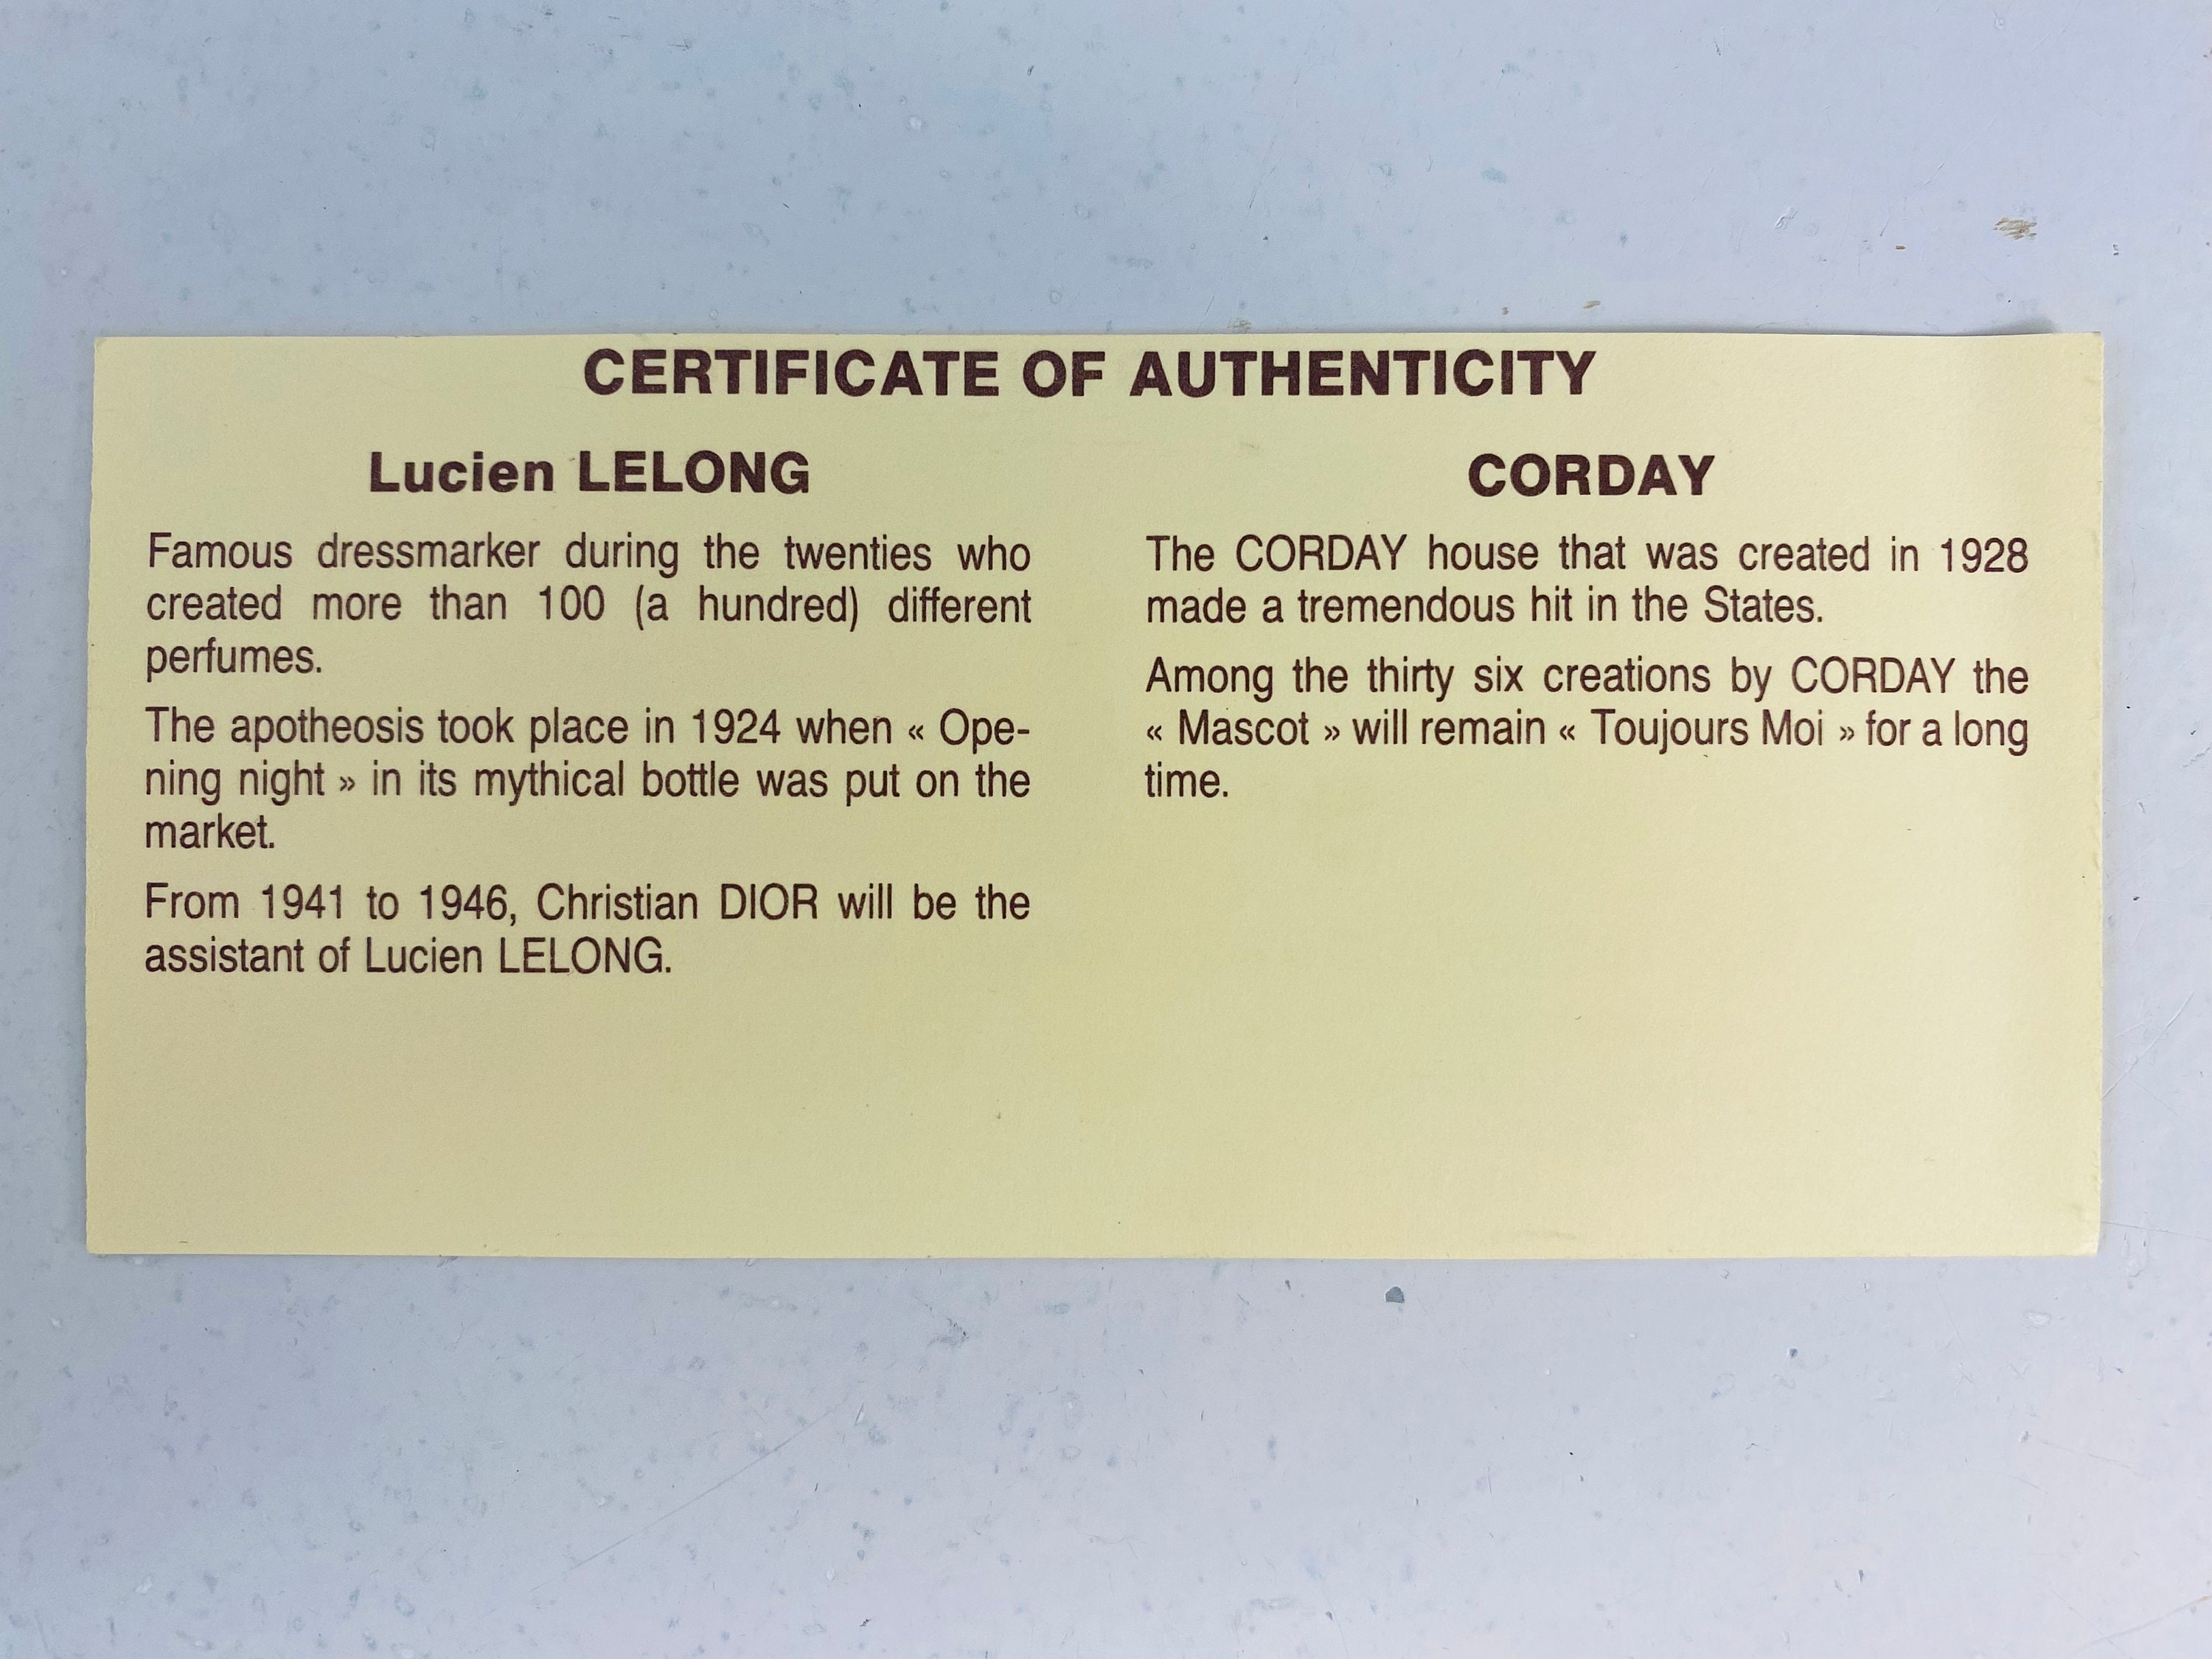 CERTIFICATE OF AUTHENTICITY
Lucien LELONG
Famous dressmarker during the twenties who
created more than 100 (a hundred) different
perfumes.
The apotheosis took place in 1924 when « Ope-
ning night » in its mythical bottle was put on the
market.
From 1941 to 1946, Christian DIOR will be the
assistant of Lucien LELONG.
CORDAY
The CORDAY house that was created in 1928
made a tremendous hit in the States.
Among the thirty six creations by CORDAY the
« Mascot » will remain « Toujours Moi » for a long
time.